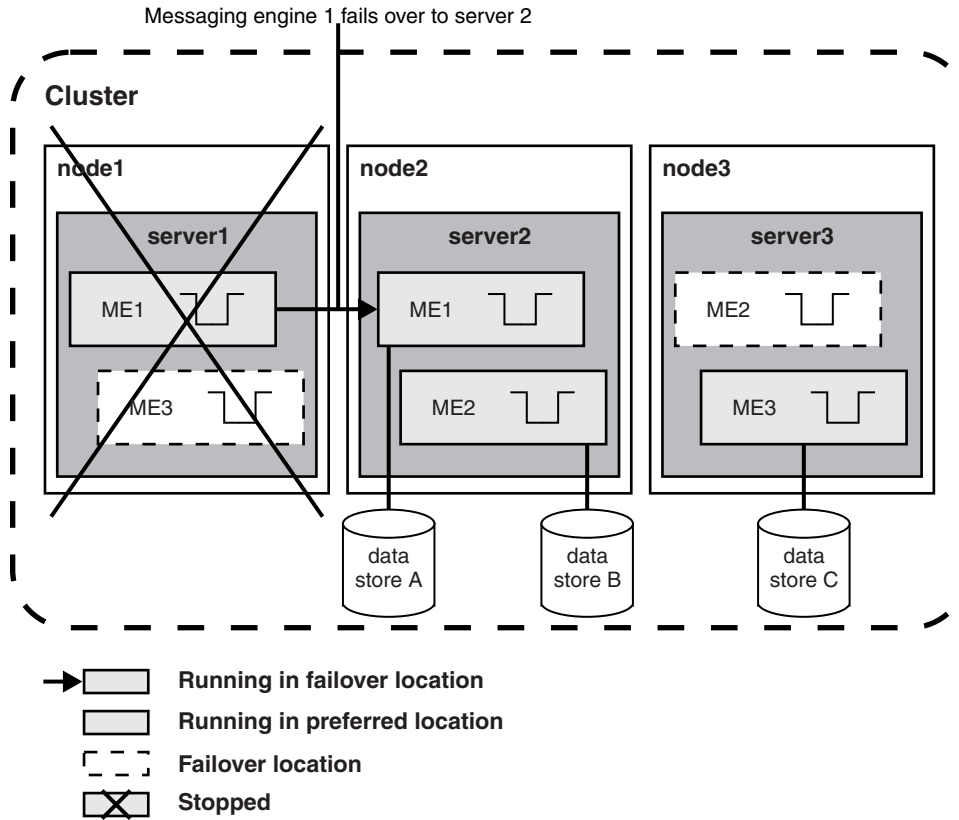 Messaging engine 1 fails over to server 2
Cluster
node1
node2
node3
server1
server2
server3
ME1
ME1
ME2
ME3
ME2
ME3
data
store A
data
store B
data
store C
Running in failover location
Running in preferred location
Failover location
Stopped